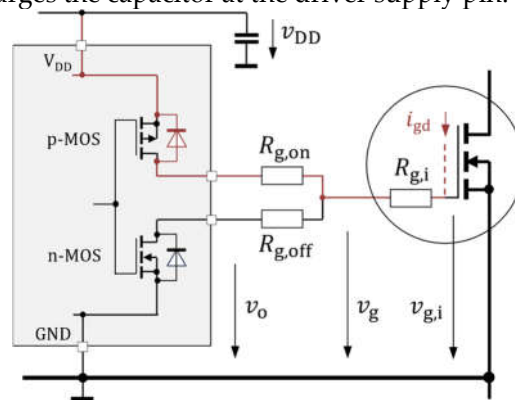 arges the capacitor at the driver supply pin.
v_DD
V_DD
p-MOS
i_gd
R_g,on
R_g,i
R_g,off
n-MOS
v_o
v_g
v_g,i
GND